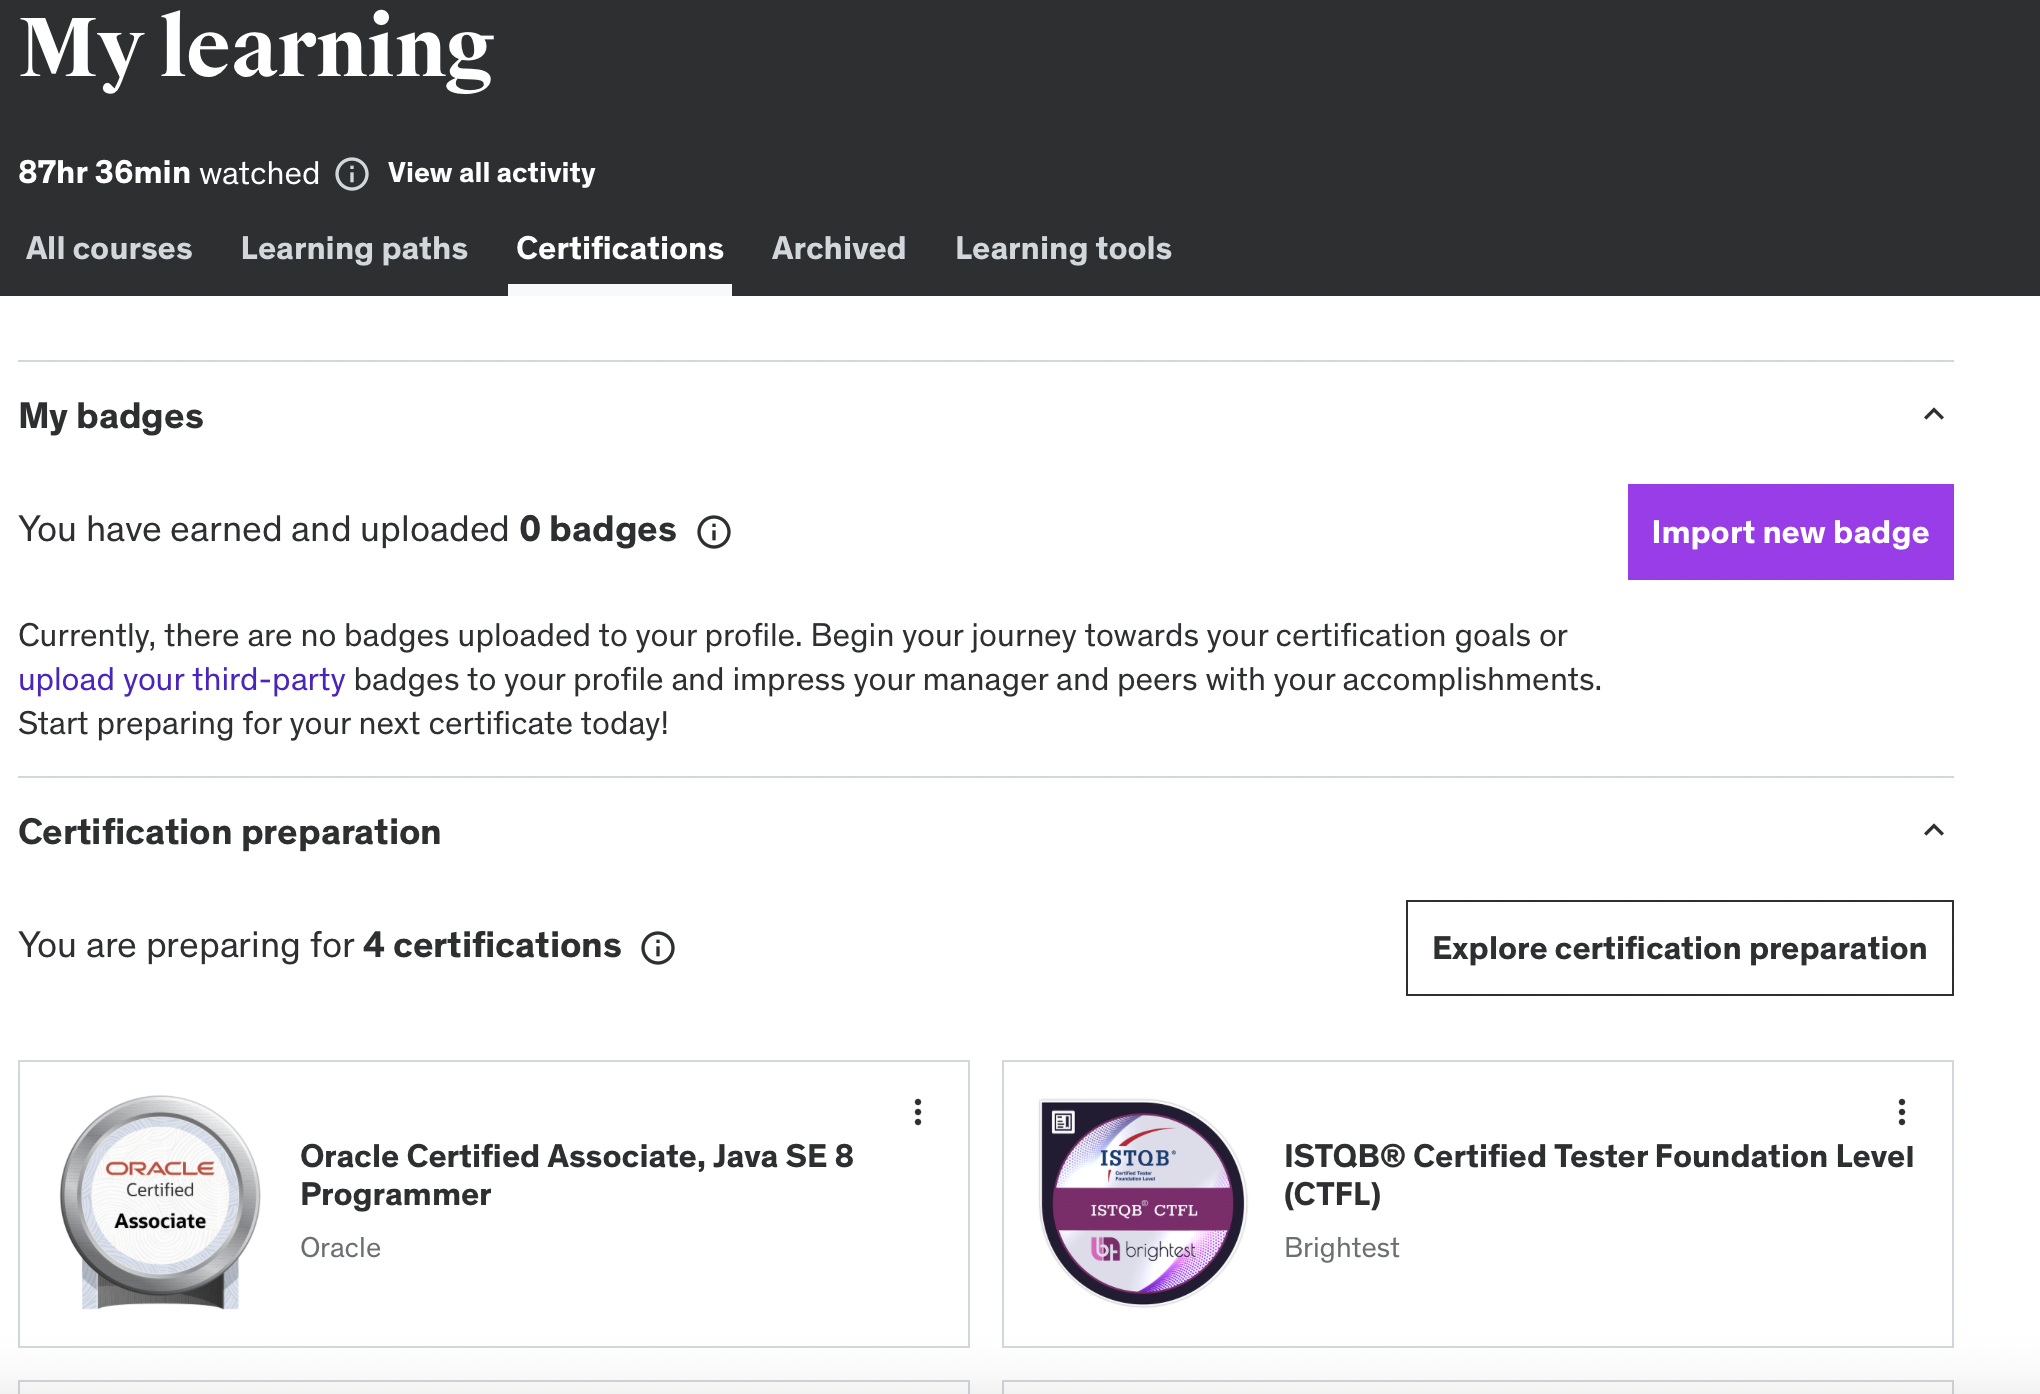 My learning
87hr 36min watched View all activity
All courses Learning paths Certifications Archived Learning tools
My badges
You have earned and uploaded 0 badges
Import new badge
Currently, there are no badges uploaded to your profile. Begin your journey towards your certification goals or
upload your third-party badges to your profile and impress your manager and peers with your accomplishments.
Start preparing for your next certificate today!
Certification preparation
You are preparing for 4 certifications
Explore certification preparation
ORACLE
Certified
Associate
Oracle Certified Associate, Java SE 8
Programmer
Oracle
ISTQB®
Certified Tester
Foundation Level
ISTQB® CTFL
brightest
ISTQB® Certified Tester Foundation Level
(CTFL)
Brightest